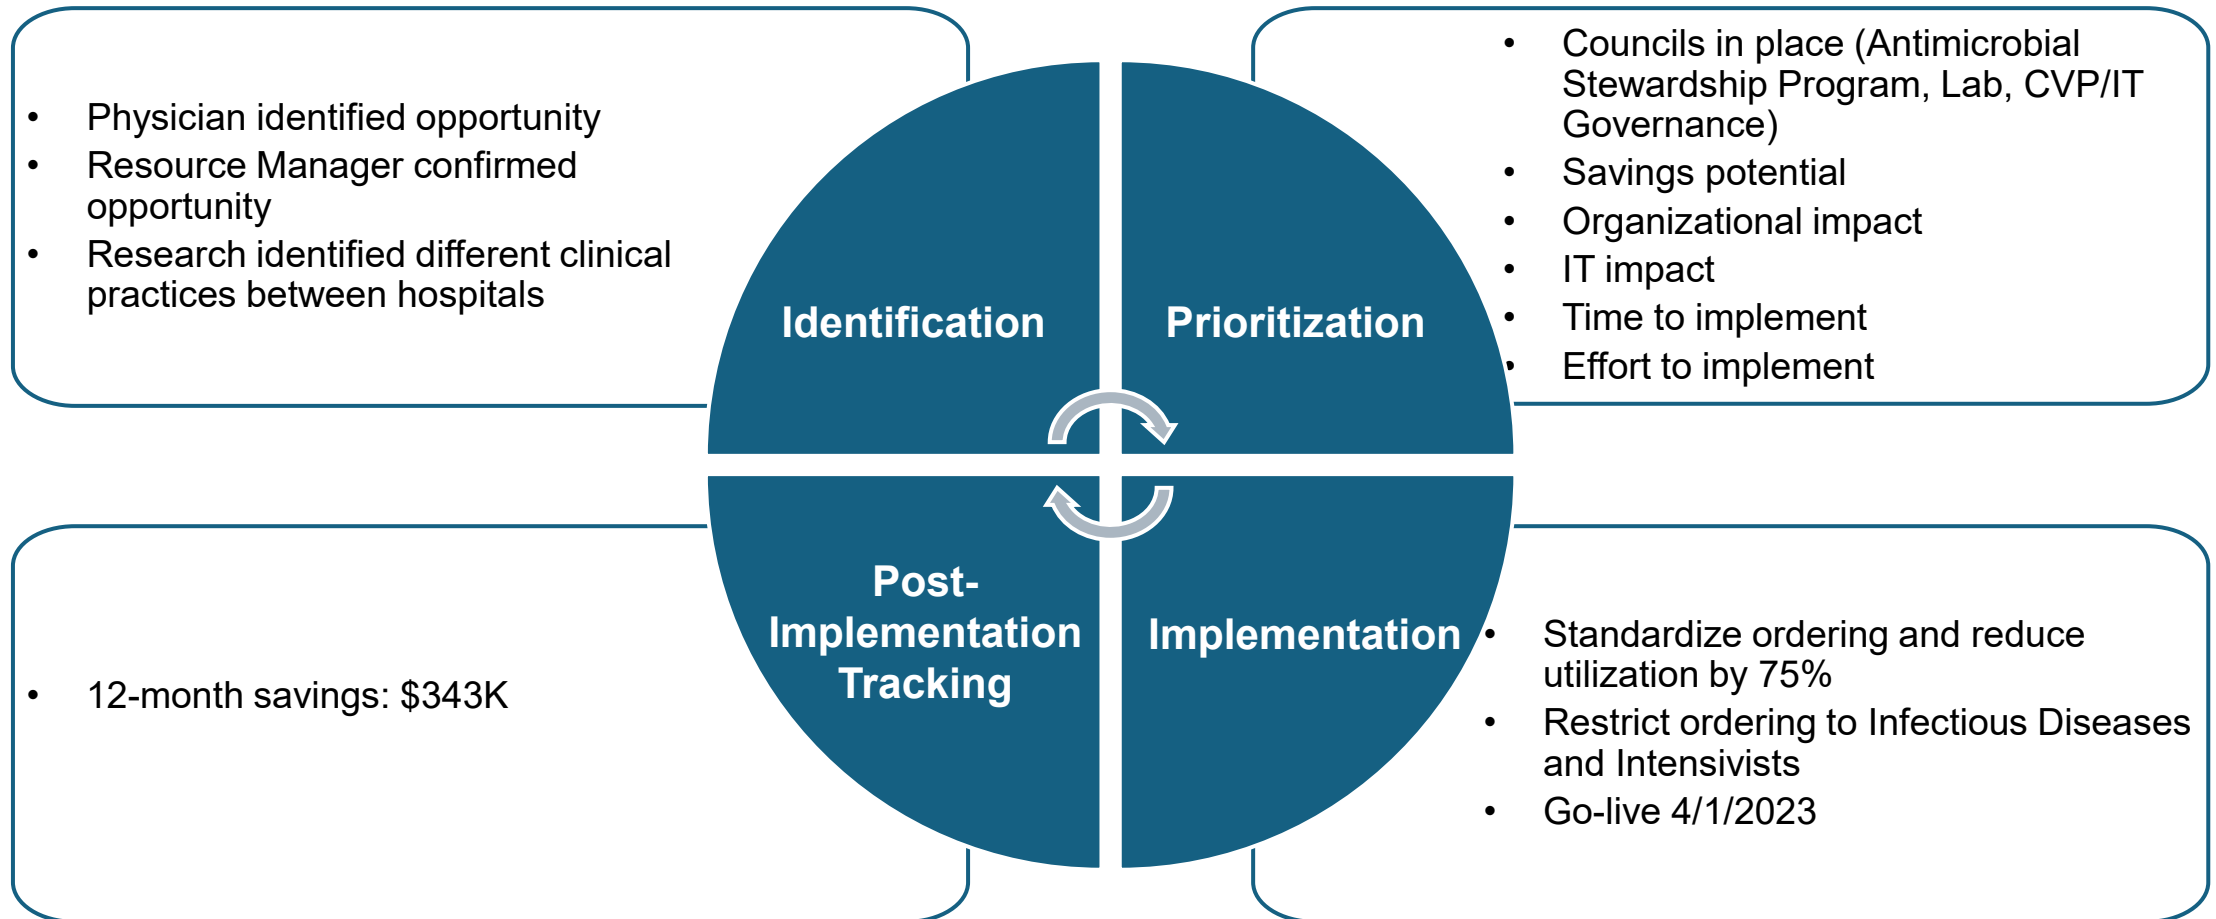 • Physician identified opportunity
• Resource Manager confirmed
opportunity
• Research identified different clinical
practices between hospitals
Identification
• Councils in place (Antimicrobial
Stewardship Program, Lab, CVP/IT
Governance)
• Savings potential
• Organizational impact
• IT impact
• Time to implement
• Effort to implement
Prioritization
• 12-month savings: $343K
Post-
Implementation
Tracking
Implementation
• Standardize ordering and reduce
utilization by 75%
• Restrict ordering to Infectious Diseases
and Intensivists
• Go-live 4/1/2023